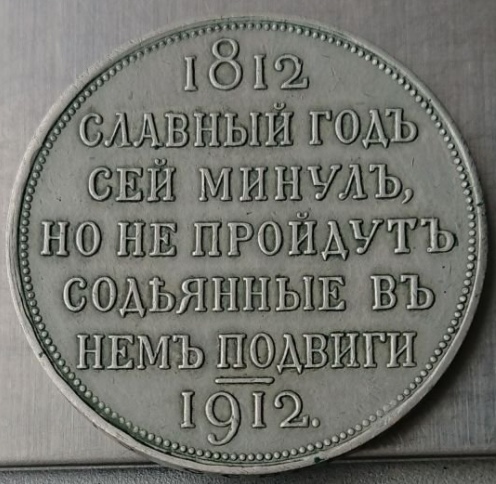 1812
СЛАВНЫЙ ГОДЪ
СЕЙ МИНУЛЪ,
НО НЕ ПРОЙДУТЪ
СОДѢЯННЫЕ ВЪ
НЕМЪ ПОДВИГИ
1912.